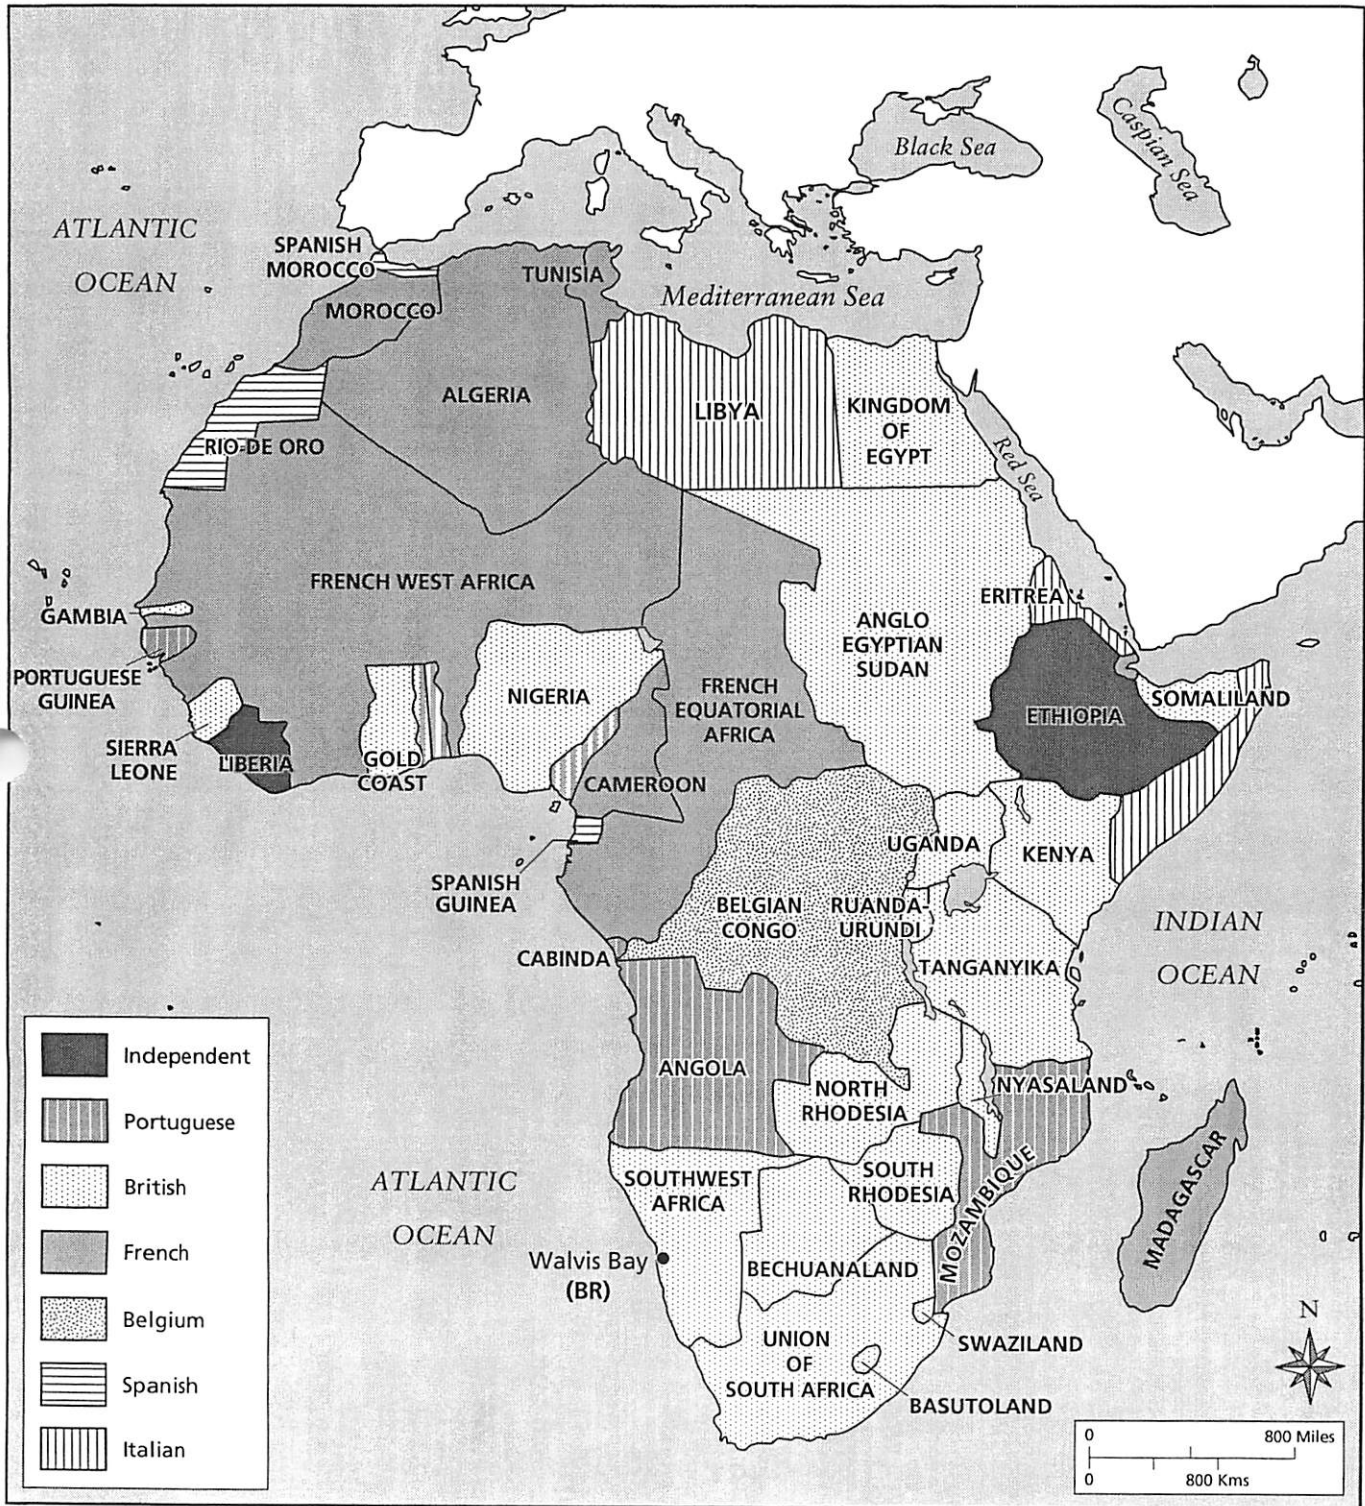 Black Sea
Caspian Sea
ATLANTIC
OCEAN
SPANISH
MOROCCO
TUNISIA
Mediterranean Sea
MOROCCO
ALGERIA
LIBYA
KINGDOM
OF
EGYPT
RIO DE ORO
Red Sea
FRENCH WEST AFRICA
ERITREA
GAMBIA
ANGLO
EGYPTIAN
SUDAN
PORTUGUESE
GUINEA
NIGERIA
FRENCH
EQUATORIAL
AFRICA
SOMALILAND
ETHIOPIA
SIERRA
LEONE
LIBERIA
GOLD
COAST
CAMEROON
UGANDA
KENYA
SPANISH
GUINEA
BELGIAN
CONGO
RUANDA-
URUNDI
INDIAN
OCEAN
CABINDA
TANGANYIKA
ANGOLA
NORTH
RHODESIA
NYASALAND
ATLANTIC
OCEAN
SOUTHWEST
AFRICA
SOUTH
RHODESIA
MOZAMBIQUE
MADAGASCAR
Walvis Bay
(BR)
BECHUANALAND
UNION
OF
SOUTH AFRICA
SWAZILAND
BASUTOLAND
Independent
Portuguese
British
French
Belgium
Spanish
Italian
N
0 800 Miles
0 800 Kms